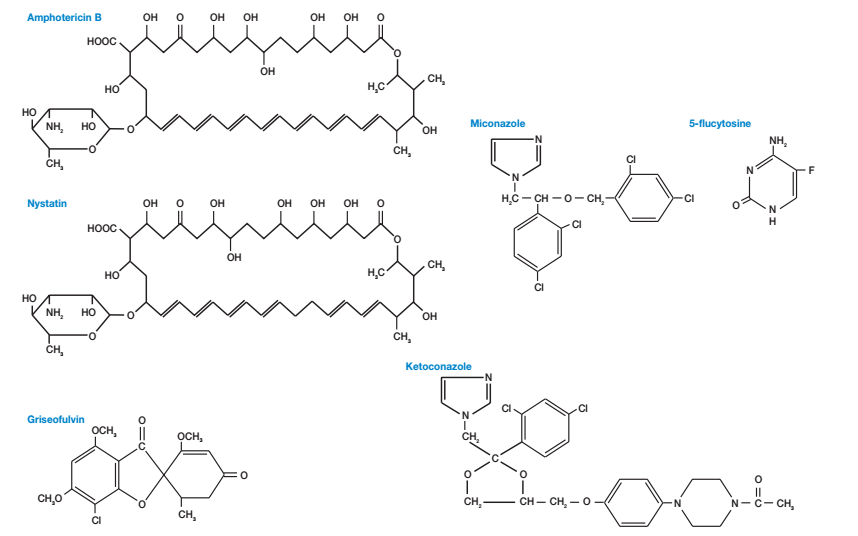 Amphotericin B
OH O OH OH OH OH O
HOOC
O
OH
HO
H₃C CH₃
HO
NH₂ HO O
OH
O
CH₃
CH₃
Miconazole
N
N
Cl
H₂C CH O CH₂
Cl
Cl
Cl
5-flucytosine
NH₂
N
F
O
N
H
Nystatin
OH O OH OH OH OH O
HOOC
O
OH
HO
H₃C CH₃
HO
NH₂ HO O
OH
O
CH₃
CH₃
Ketoconazole
N
N
Cl Cl
CH₂
C
O O
O
CH₂ CH CH₂ O N N C CH₃
Griseofulvin
O
OCH₃
C
OCH₃
O
CH₃O
O
Cl
CH₃